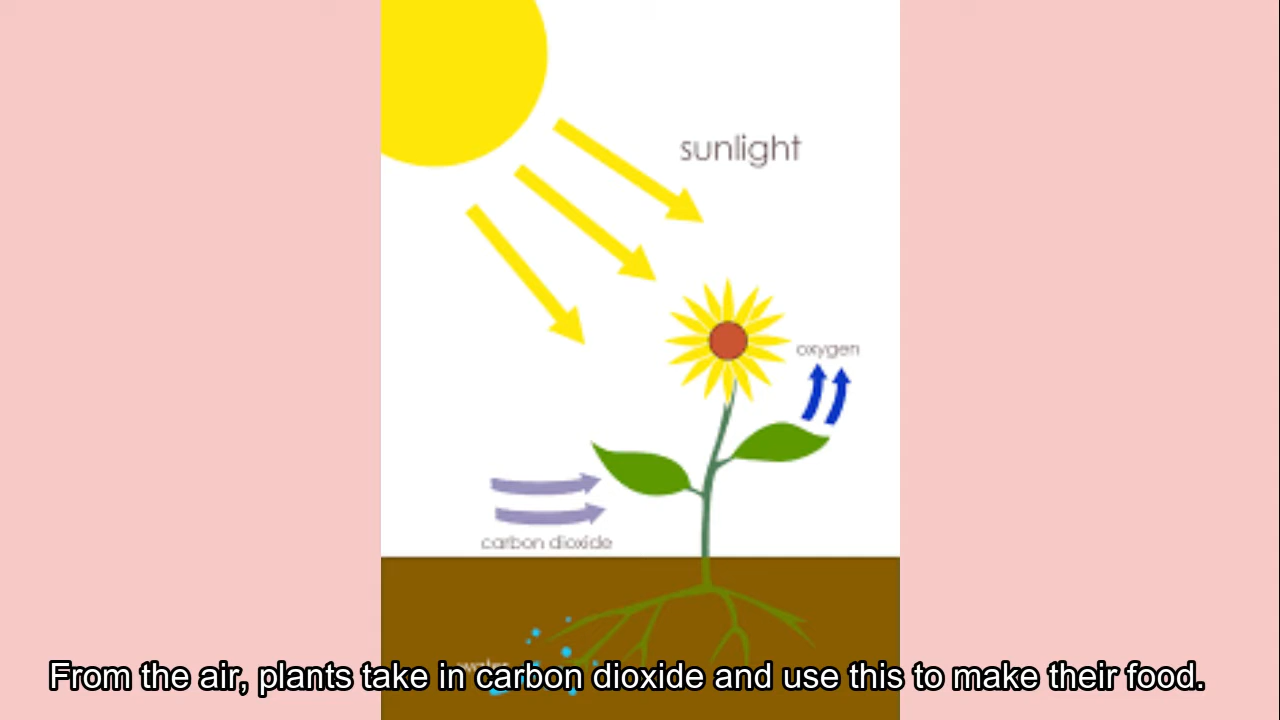 sunlight
oxygen
carbon dioxide
water
From the air, plants take in carbon dioxide and use this to make their food.